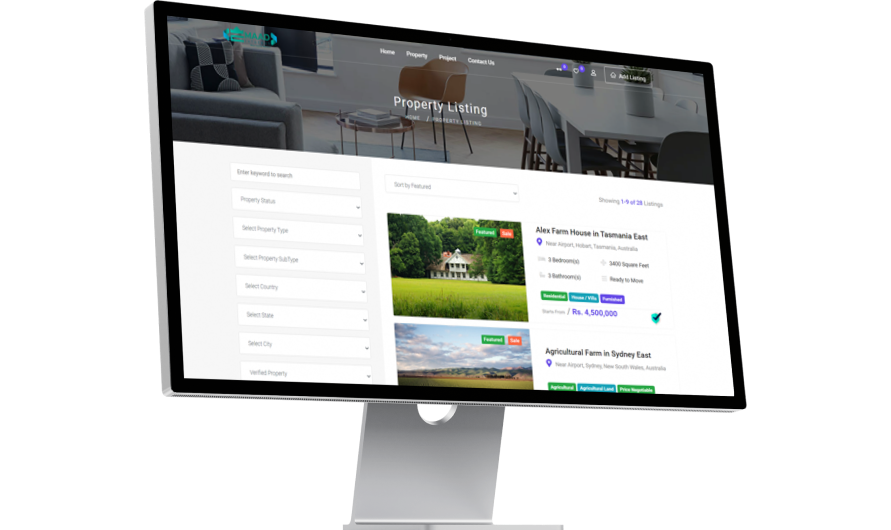 Home Property Project Contact Us
0 0 Add Listing
Property Listing
HOME / PROPERTY LISTING
Enter keyword to search
Property Status
Select Property Type
Select Property SubType
Select Country
Select State
Select City
Verified Property
Sort by Featured
Showing 1-9 of 28 Listings
Featured Sale
Alex Farm House in Tasmania East
Near Airport, Hobart, Tasmania, Australia
3 Bedroom(s) 3400 Square Feet
3 Bathroom(s) Ready to Move
Residential House / Villa Furnished
Starts From / Rs. 4,500,000
Featured Sale
Agricultural Farm in Sydney East
Near Airport, Sydney, New South Wales, Australia
Agricultural Agricultural Land Price Negotiable